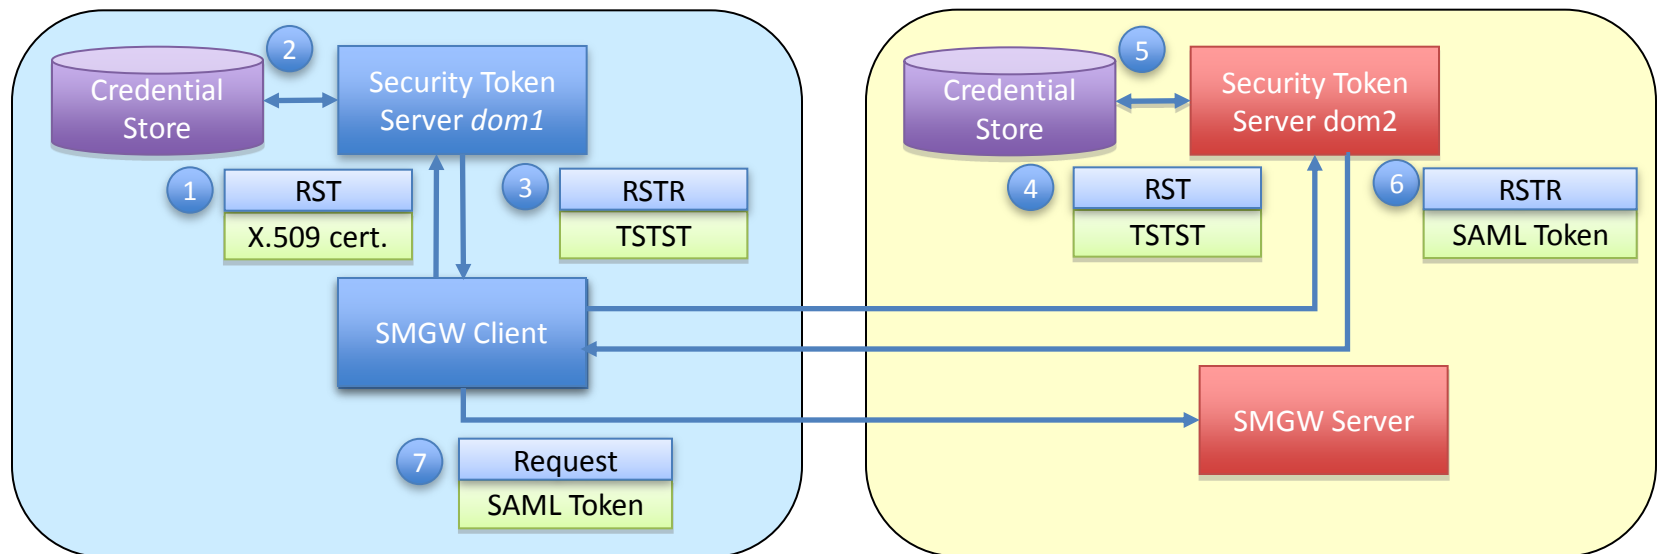 2
Credential
Store
Security Token
Server dom1
1
RST
X.509 cert.
3
RSTR
TSTST
SMGW Client
7
Request
SAML Token
5
Credential
Store
Security Token
Server dom2
4
RST
TSTST
6
RSTR
SAML Token
SMGW Server